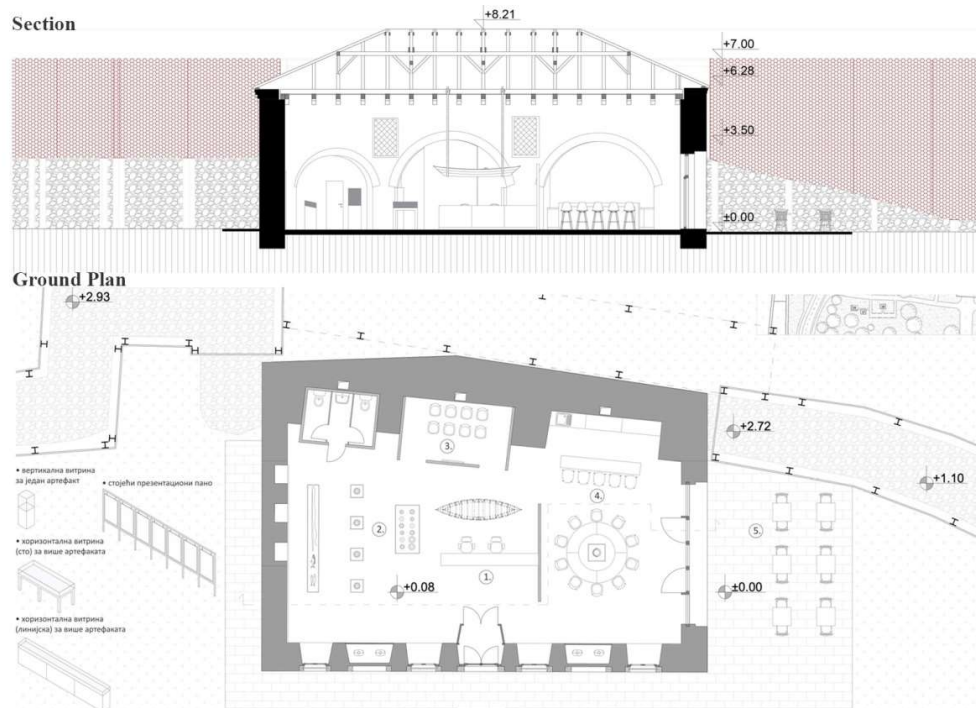 Section
+8.21
+7.00
+6.28
+3.50
±0.00
Ground Plan
+2.93
+2.72
+1.10
• вертикална витрина
за један артефакт
• стојећи презентациони пано
• хоризонтална витрина
(сто) за више артефаката
• хоризонтална витрина
(линијска) за више артефаката
3.
4.
2.
5.
1.
+0.08
±0.00